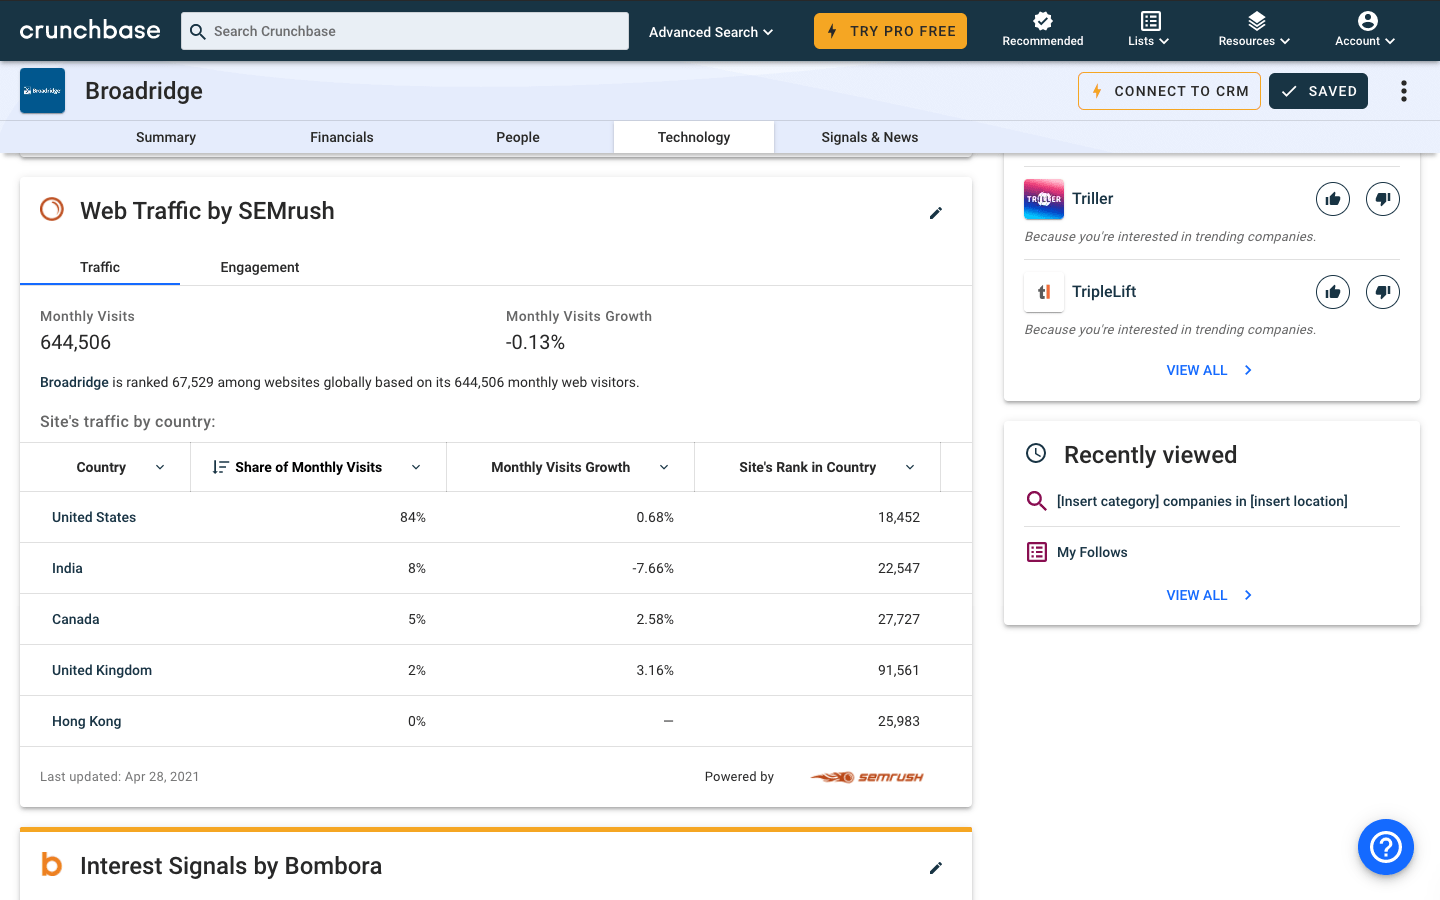 crunchbase
Search Crunchbase
Advanced Search
TRY PRO FREE
Recommended
Lists
Resources
Account
Broadridge
Broadridge
CONNECT TO CRM
SAVED
Summary
Financials
People
Technology
Signals & News
Web Traffic by SEMrush
Traffic
Engagement
Monthly Visits
Monthly Visits Growth
644,506
-0.13%
Broadridge is ranked 67,529 among websites globally based on its 644,506 monthly web visitors.
Site's traffic by country:
Country Share of Monthly Visits Monthly Visits Growth Site's Rank in Country
United States 84% 0.68% 18,452
India 8% -7.66% 22,547
Canada 5% 2.58% 27,727
United Kingdom 2% 3.16% 91,561
Hong Kong 0% — 25,983
Last updated: Apr 28, 2021
Powered by
SEMRUSH
b Interest Signals by Bombora
TRILLER
Triller
Because you're interested in trending companies.
tl
TripleLift
Because you're interested in trending companies.
VIEW ALL
Recently viewed
[Insert category] companies in [insert location]
My Follows
VIEW ALL